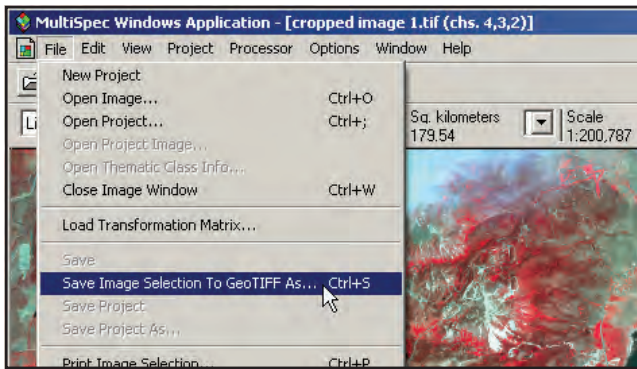 MultiSpec Windows Application - [cropped image 1.tif (chs. 4,3,2)]
File Edit View Project Processor Options Window Help
New Project
Open Image... Ctrl+O
Open Project... Ctrl+;
Open Project Image...
Open Thematic Class Info...
Close Image Window Ctrl+W
Load Transformation Matrix...
Save
Save Image Selection To GeoTIFF As... Ctrl+S
Save Project
Save Project As...
Print Image Selection... Ctrl+P
Li
Sq. kilometers
179.54
Scale
1:200,787